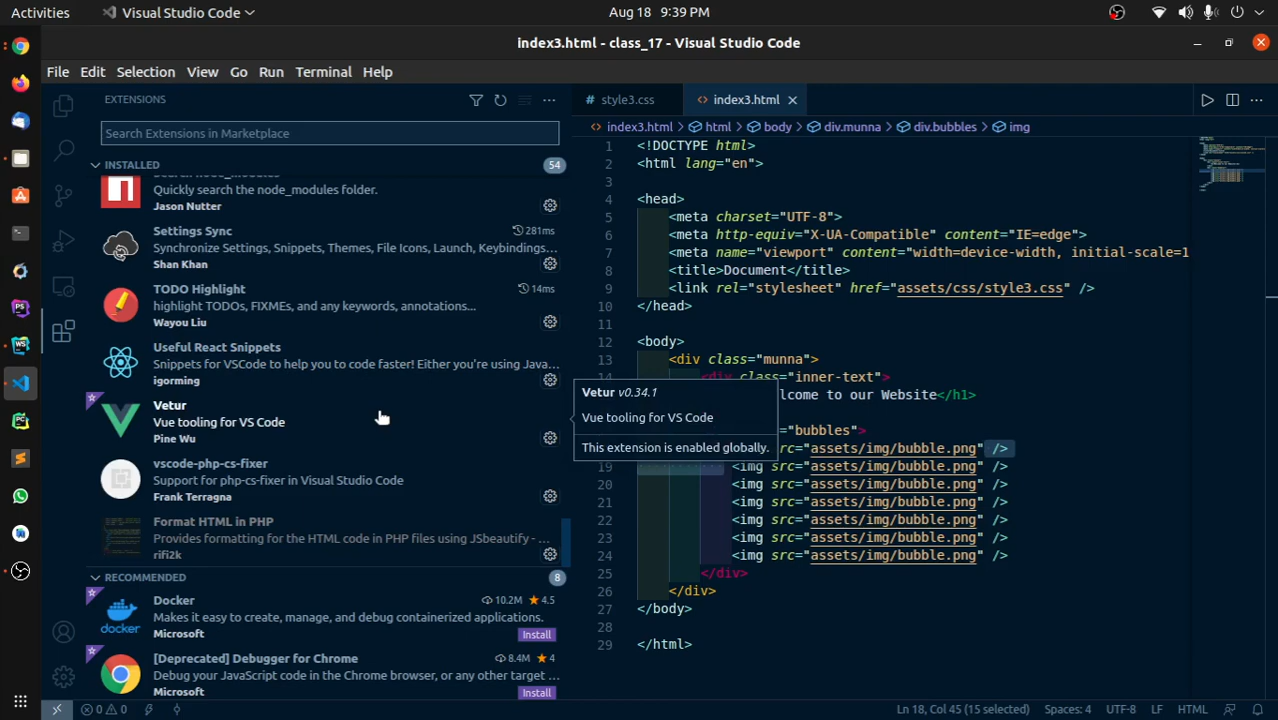 Activities
Visual Studio Code
Aug 18 9:39 PM
index3.html - class_17 - Visual Studio Code
File Edit Selection View Go Run Terminal Help
EXTENSIONS
Search Extensions in Marketplace
INSTALLED 54
Search node_modules
Quickly search the node_modules folder.
Jason Nutter
Settings Sync 281ms
Synchronize Settings, Snippets, Themes, File Icons, Launch, Keybindings...
Shan Khan
TODO Highlight 14ms
highlight TODOs, FIXMEs, and any keywords, annotations...
Wayou Liu
Useful React Snippets
Snippets for VSCode to help you to code faster! Either you're using Java...
igorming
Vetur
Vue tooling for VS Code
Pine Wu
vscode-php-cs-fixer
Support for php-cs-fixer in Visual Studio Code
Frank Terragna
Format HTML in PHP
Provides formatting for the HTML code in PHP files using JSbeautify - ...
rifi2k
RECOMMENDED 8
Docker 10.2M 4.5
Makes it easy to create, manage, and debug containerized applications.
Microsoft Install
[Deprecated] Debugger for Chrome 8.4M 4
Debug your JavaScript code in the Chrome browser, or any other target ...
Microsoft Install
Vetur v0.34.1
Vue tooling for VS Code
This extension is enabled globally.
# style3.css
<> index3.html
<> index3.html > html > body > div.munna > div.bubbles > img
1 <!DOCTYPE html>
2 <html lang="en">
3
4 <head>
5 <meta charset="UTF-8">
6 <meta http-equiv="X-UA-Compatible" content="IE=edge">
7 <meta name="viewport" content="width=device-width, initial-scale=1
8 <title>Document</title>
9 <link rel="stylesheet" href="assets/css/style3.css" />
10 </head>
11
12 <body>
13 <div class="munna">
14 <div class="inner-text">
lcome to our Website</h1>
="bubbles">
src="assets/img/bubble.png" />
19 <img src="assets/img/bubble.png" />
20 <img src="assets/img/bubble.png" />
21 <img src="assets/img/bubble.png" />
22 <img src="assets/img/bubble.png" />
23 <img src="assets/img/bubble.png" />
24 <img src="assets/img/bubble.png" />
25 </div>
26 </div>
27 </body>
28
29 </html>
0 0
Ln 18, Col 45 (15 selected) Spaces: 4 UTF-8 LF HTML